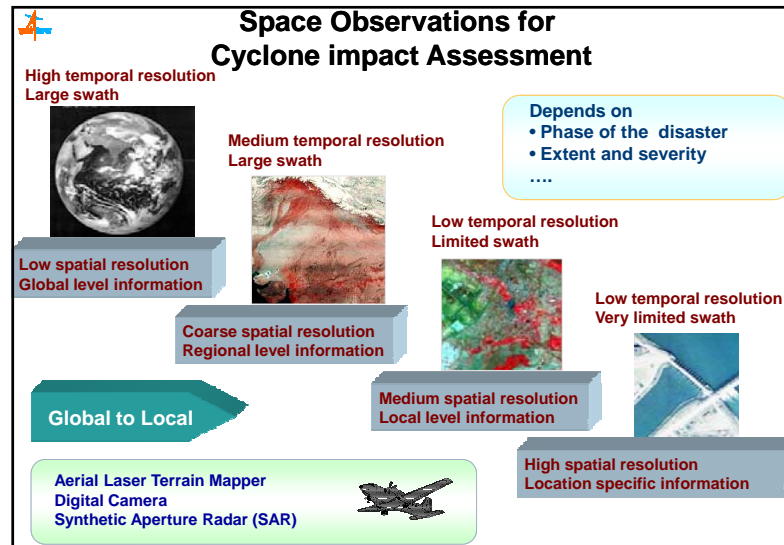 Space Observations for
Cyclone impact Assessment
High temporal resolution
Large swath
Low spatial resolution
Global level information
Medium temporal resolution
Large swath
Coarse spatial resolution
Regional level information
Depends on
• Phase of the disaster
• Extent and severity
....
Low temporal resolution
Limited swath
Medium spatial resolution
Local level information
Low temporal resolution
Very limited swath
High spatial resolution
Location specific information
Global to Local
Aerial Laser Terrain Mapper
Digital Camera
Synthetic Aperture Radar (SAR)